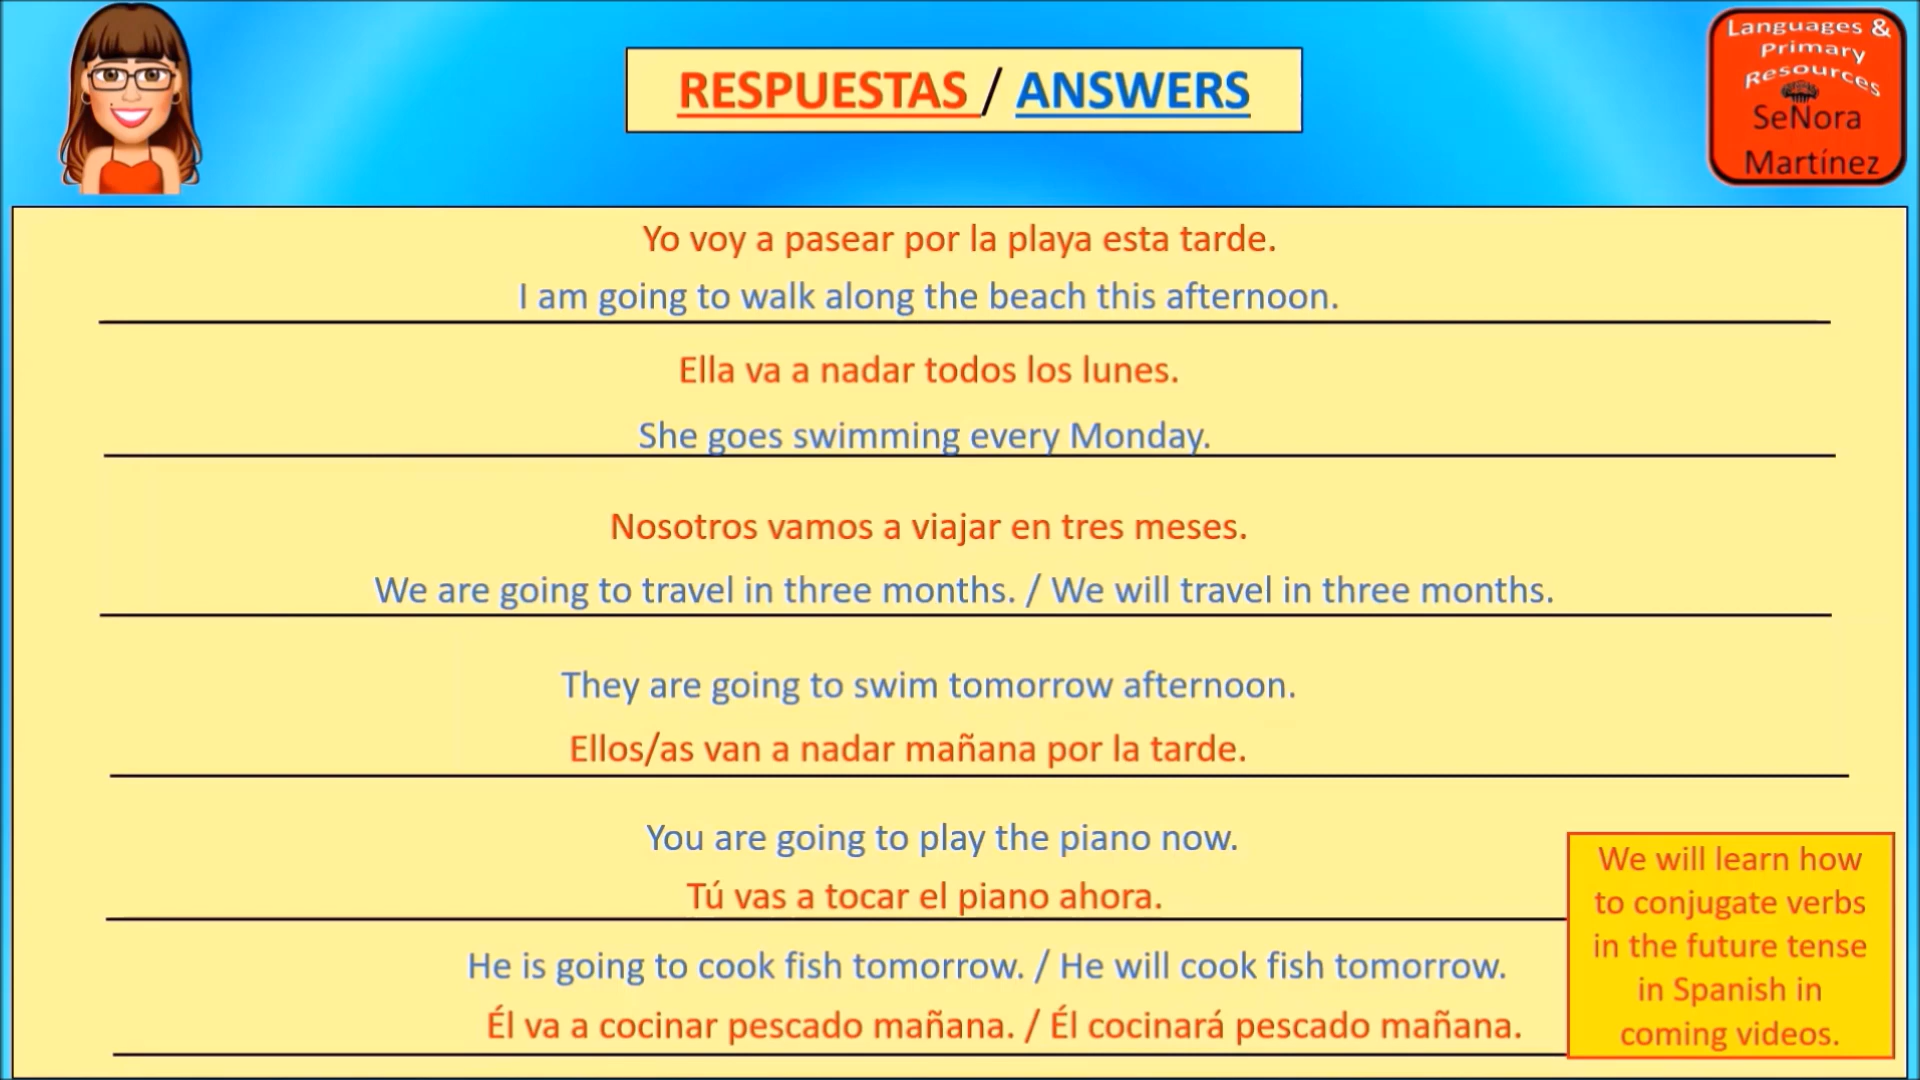 RESPUESTAS / ANSWERS
Languages &
Primary
Resources
SeNora
Martínez
Yo voy a pasear por la playa esta tarde.
I am going to walk along the beach this afternoon.
Ella va a nadar todos los lunes.
She goes swimming every Monday.
Nosotros vamos a viajar en tres meses.
We are going to travel in three months. / We will travel in three months.
They are going to swim tomorrow afternoon.
Ellos/as van a nadar mañana por la tarde.
You are going to play the piano now.
Tú vas a tocar el piano ahora.
He is going to cook fish tomorrow. / He will cook fish tomorrow.
Él va a cocinar pescado mañana. / Él cocinará pescado mañana.
We will learn how
to conjugate verbs
in the future tense
in Spanish in
coming videos.